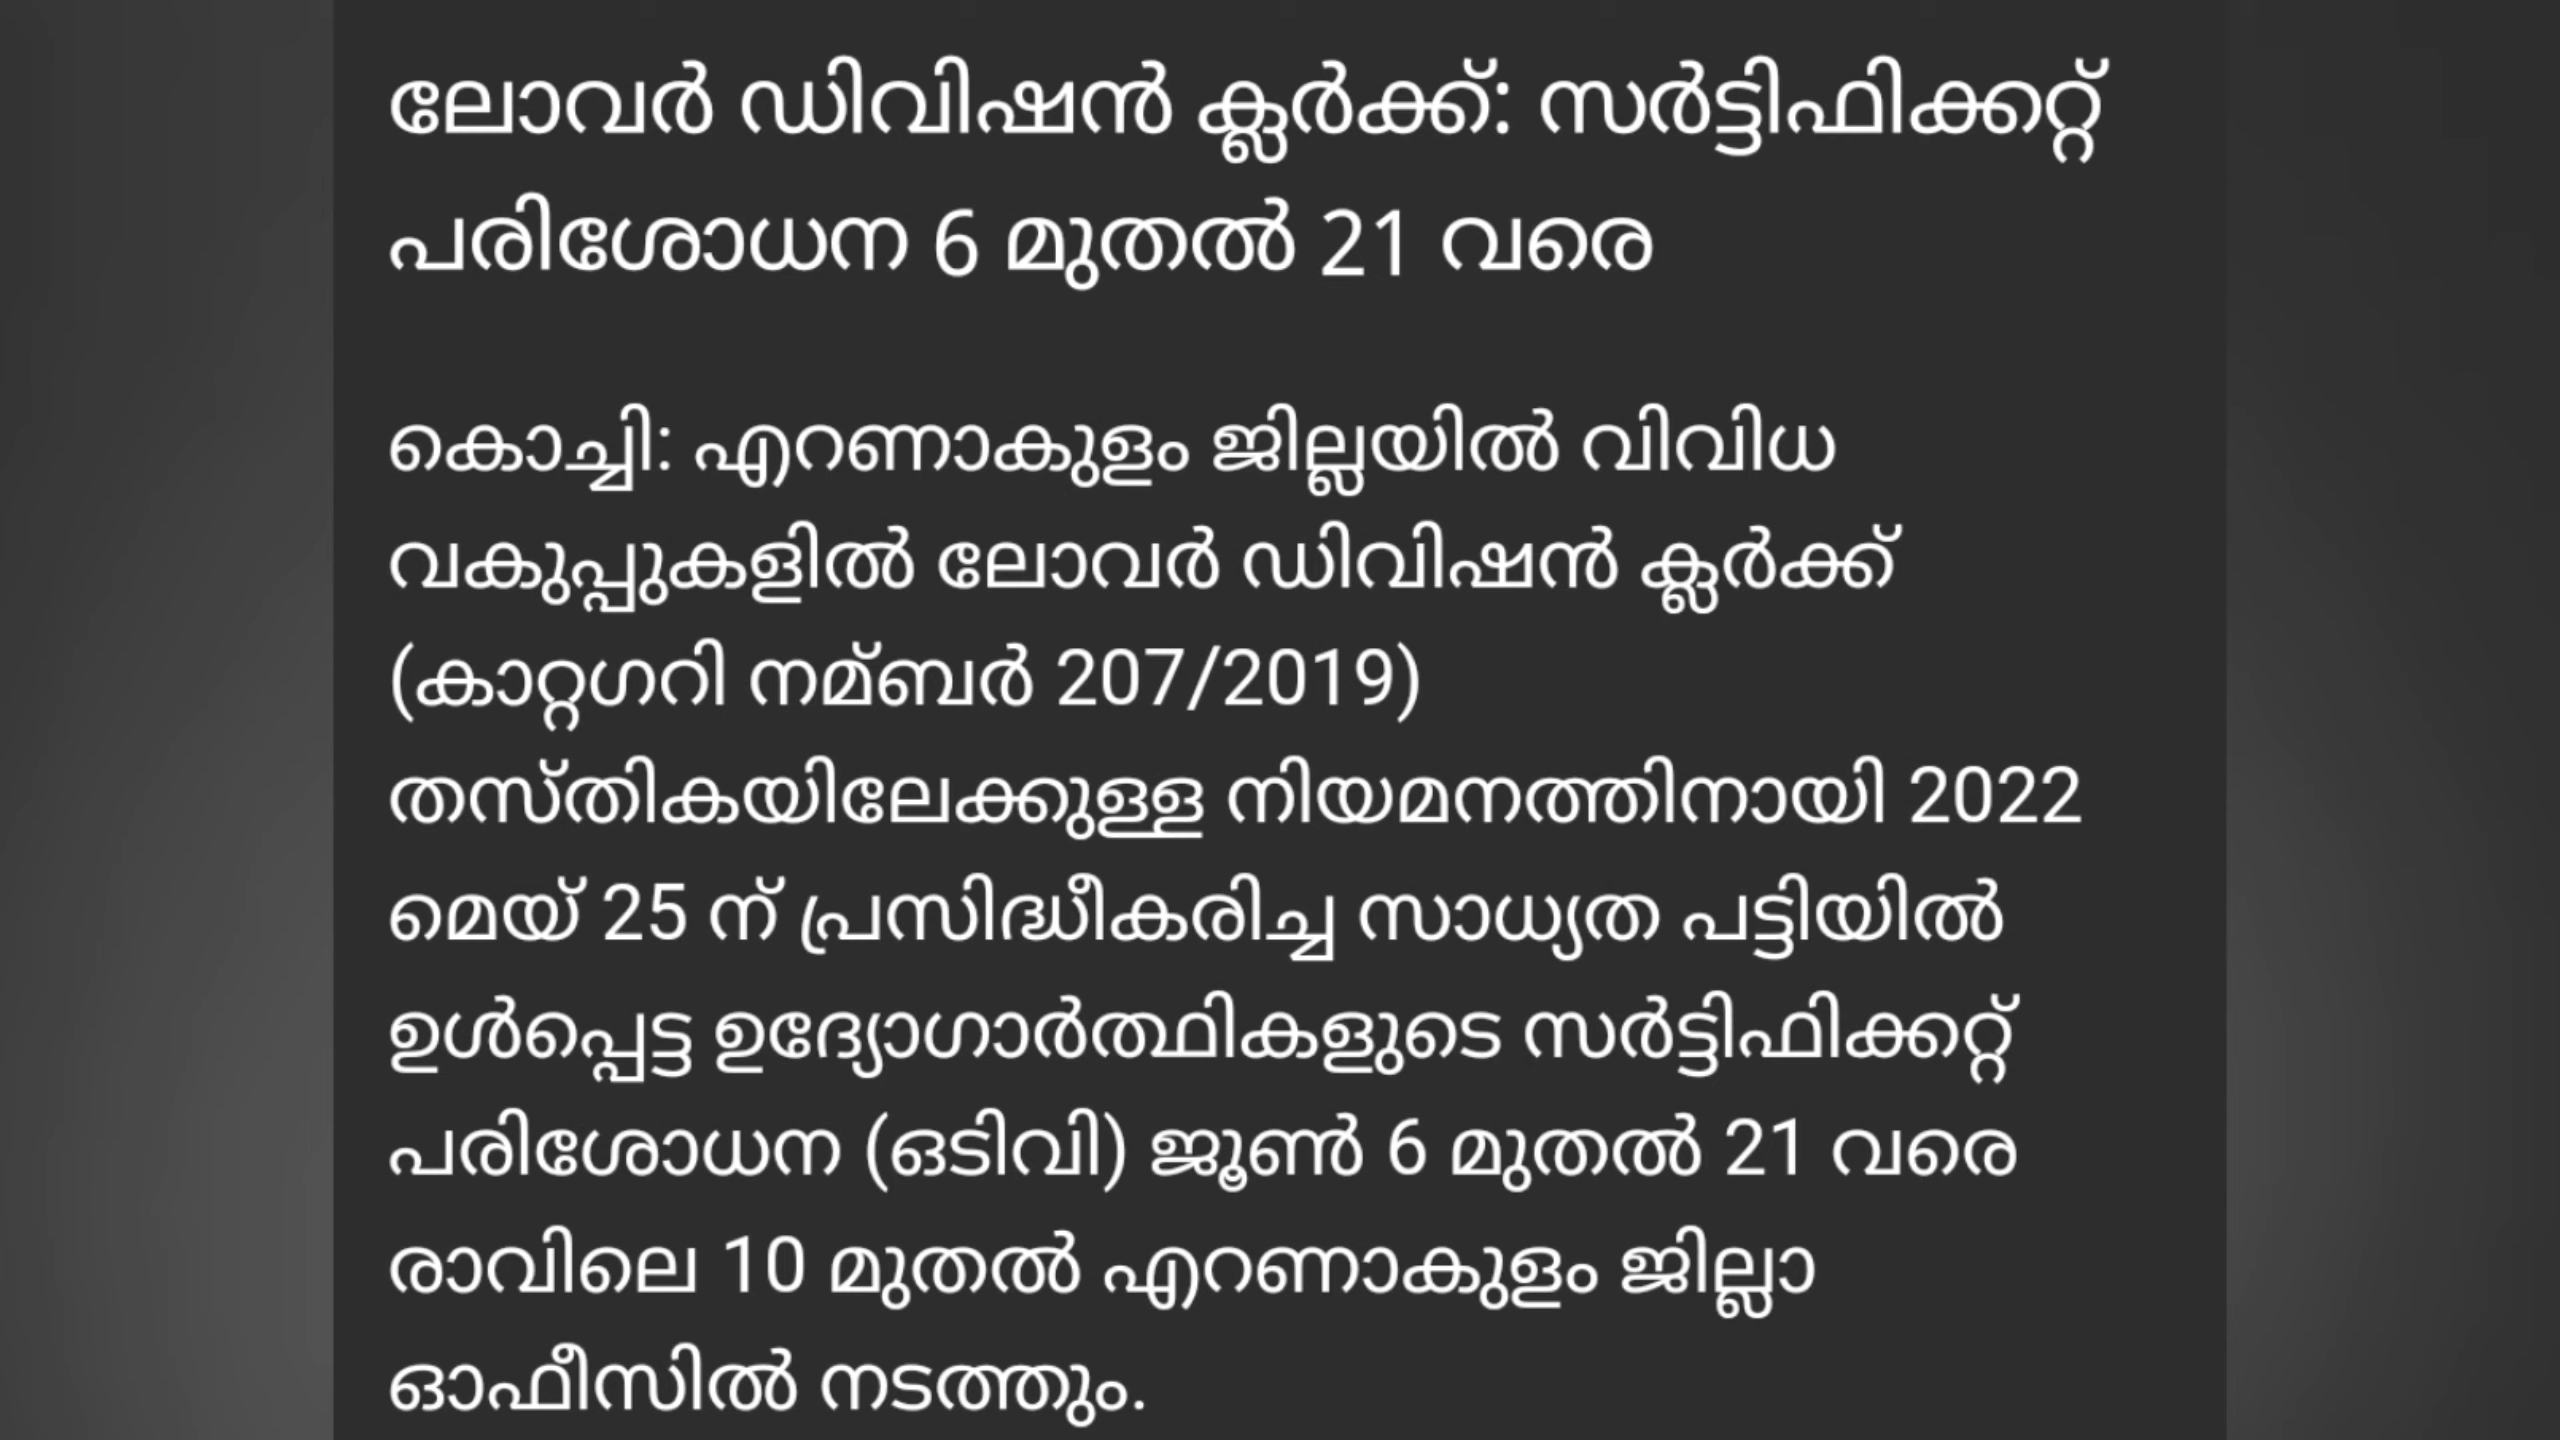 ലോവർ ഡിവിഷൻ ക്ലർക്ക്: സർട്ടിഫിക്കറ്റ്
പരിശോധന 6 മുതൽ 21 വരെ
കൊച്ചി: എറണാകുളം ജില്ലയിൽ വിവിധ
വകുപ്പുകളിൽ ലോവർ ഡിവിഷൻ ക്ലർക്ക്
(കാറ്റഗറി നമ്ബർ 207/2019)
തസ്തികയിലേക്കുള്ള നിയമനത്തിനായി 2022
മെയ് 25 ന് പ്രസിദ്ധീകരിച്ച സാധ്യത പട്ടിയിൽ
ഉൾപ്പെട്ട ഉദ്യോഗാർത്ഥികളുടെ സർട്ടിഫിക്കറ്റ്
പരിശോധന (ഒടിവി) ജൂൺ 6 മുതൽ 21 വരെ
രാവിലെ 10 മുതൽ എറണാകുളം ജില്ലാ
ഓഫീസിൽ നടത്തും.